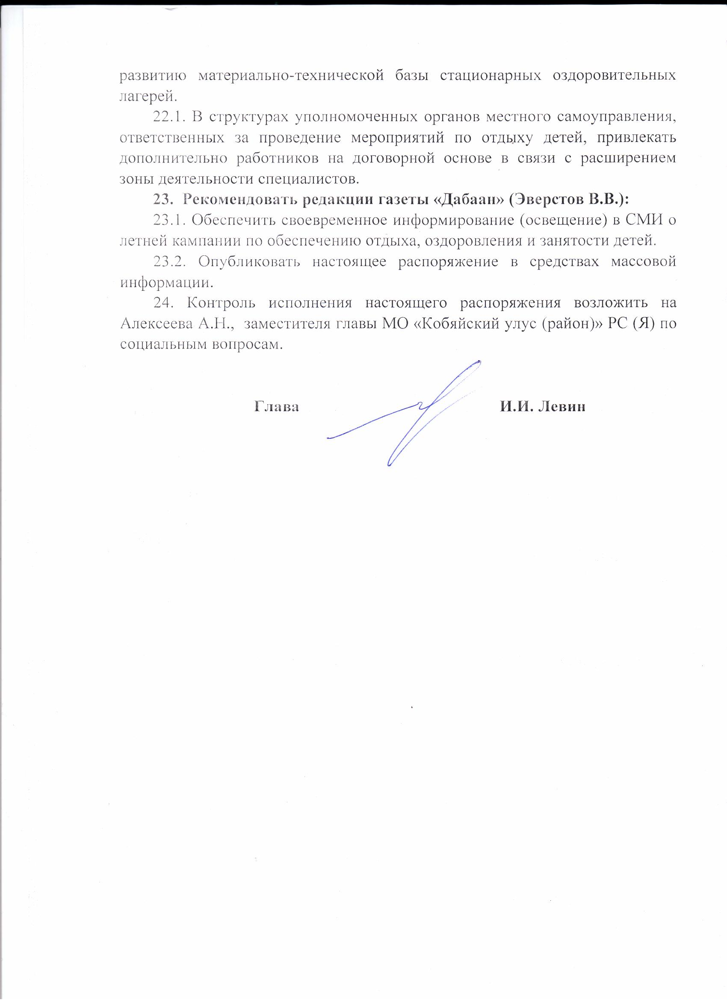 развитию материально-технической базы стационарных оздоровительных
лагерей.
22.1. В структурах уполномоченных органов местного самоуправления,
ответственных за проведение мероприятий по отдыху детей, привлекать
дополнительно работников на договорной основе в связи с расширением
зоны деятельности специалистов.
23. Рекомендовать редакции газеты «Дабаан» (Эверстов В.В.):
23.1. Обеспечить своевременное информирование (освещение) в СМИ о
летней кампании по обеспечению отдыха, оздоровления и занятости детей.
23.2. Опубликовать настоящее распоряжение в средствах массовой
информации.
24. Контроль исполнения настоящего распоряжения возложить на
Алексеева А.Н., заместителя главы МО «Кобяйский улус (район)» РС (Я) по
социальным вопросам.
Глава И.И. Левин